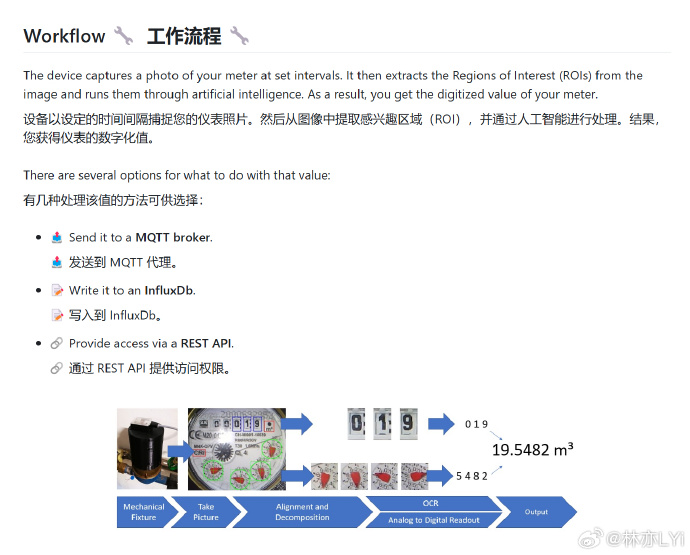 Workflow 🔧 工作流程 🔧
The device captures a photo of your meter at set intervals. It then extracts the Regions of Interest (ROIs) from the
image and runs them through artificial intelligence. As a result, you get the digitized value of your meter.
设备以设定的时间间隔捕捉您的仪表照片。然后从图像中提取感兴趣区域（ROI），并通过人工智能进行处理。结果，
您获得仪表的数字化值。
There are several options for what to do with that value:
有几种处理该值的方法可供选择：
• 📤 Send it to a MQTT broker.
📤 发送到 MQTT 代理。
• 📝 Write it to an InfluxDb.
📝 写入到 InfluxDb。
• 🔗 Provide access via a REST API.
🔗 通过 REST API 提供访问权限。
0 0 0 1 9
0 1 9
0 1 9
19.5482 m³
5 4 8 2
Mechanical
Fixture
Take
Picture
Alignment and
Decomposition
OCR
Analog to Digital Readout
Output
@林亦LYi